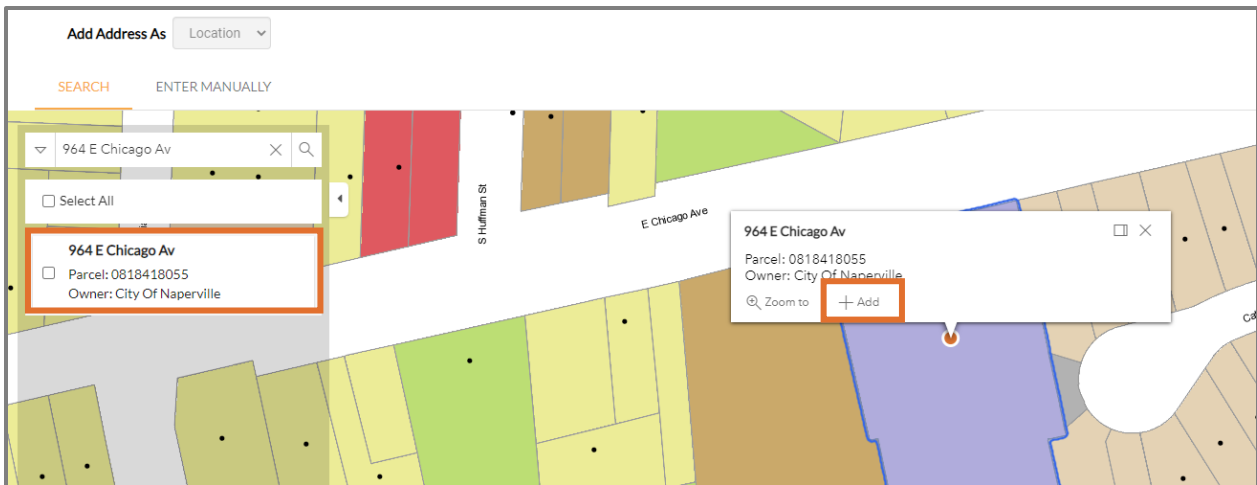 Add Address As Location
SEARCH ENTER MANUALLY
964 E Chicago Av
Select All
964 E Chicago Av
Parcel: 0818418055
Owner: City Of Naperville
S Huffman St
E Chicago Ave
964 E Chicago Av
Parcel: 0818418055
Owner: City Of Naperville
Zoom to + Add